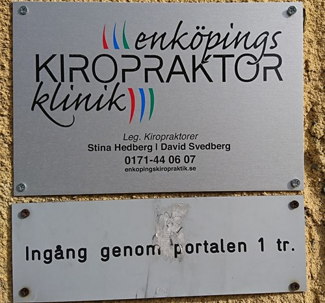 enköpings
KIROPRAKTOR
klinik
Leg. Kiropraktorer
Stina Hedberg | David Svedberg
0171-44 06 07
enkopingskiropraktik.se
Ingång genom portalen 1 tr.